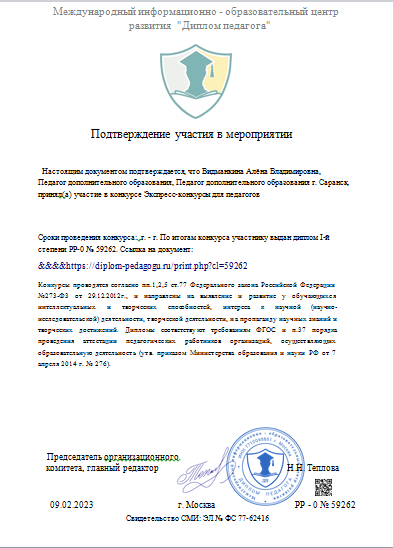 Международный информационно - образовательный центр
развития "Диплом педагога"
Подтверждение участия в мероприятии
Настоящим документом подтверждается, что Видманкина Алёна Владимировна,
Педагог дополнительного образования, Педагог дополнительного образования г. Саранск,
принял(а) участие в конкурсе Экспресс-конкурсы для педагогов
Сроки проведения конкурса:,.г. - г. По итогам конкурса участнику выдан диплом I-й
степени РР-0 № 59262. Ссылка на документ:
&&&&https://diplom-pedagogu.ru/print.php?cl=59262
Конкурсы проводятся согласно пп.1,2,5 ст.77 Федерального закона Российской Федерации
№273-ФЗ от 29.12.2012г., и направлены на выявление и развитие у обучающихся
интеллектуальных и творческих способностей, интереса к научной (научно-
исследовательской) деятельности, творческой деятельности, и на пропаганду научных знаний и
творческих достижений. Дипломы соответствуют требованиям ФГОС и п.37 порядка
проведения аттестации педагогических работников организаций, осуществляющих
образовательную деятельность (утв. приказом Министерства образования и науки РФ от 7
апреля 2014 г. № 276).
Председатель организационного
комитета, главный редактор
Н.Н. Теплова
09.02.2023 г. Москва РР - 0 № 59262
Свидетельство СМИ: ЭЛ № ФС 77-62416